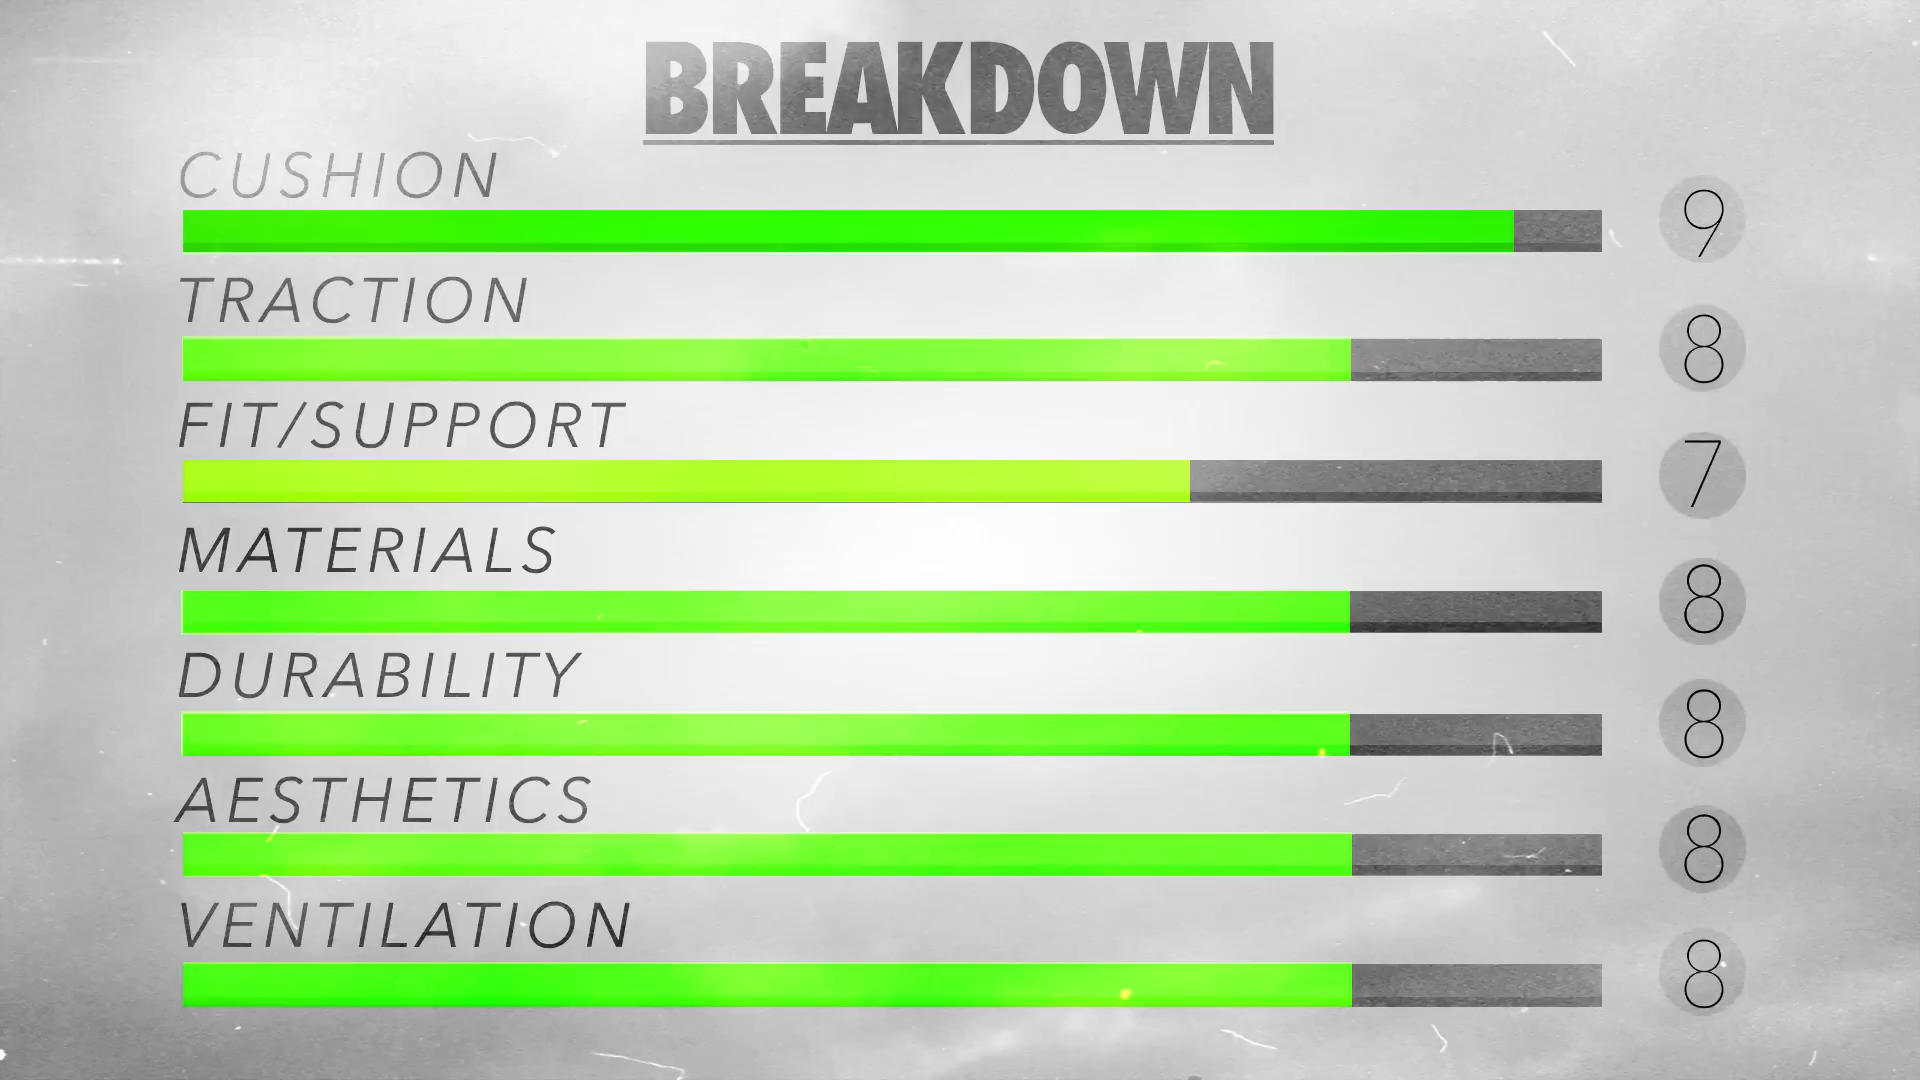 BREAKDOWN
CUSHION
9
TRACTION
8
FIT/SUPPORT
7
MATERIALS
8
DURABILITY
8
AESTHETICS
8
VENTILATION
8